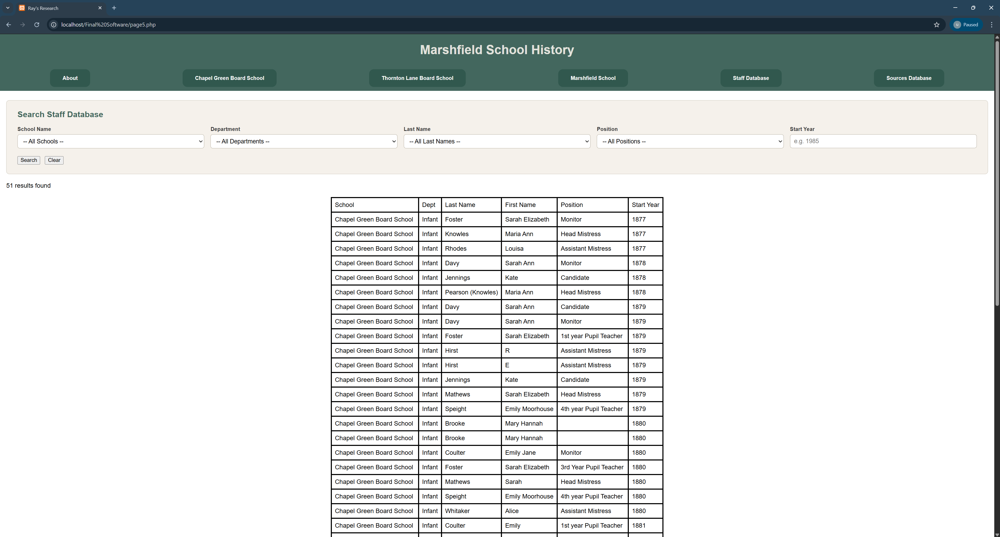 Ray's Research
localhost/Final%20Software/page5.php
u Paused
Marshfield School History
About Chapel Green Board School Thornton Lane Board School Marshfield School Staff Database Sources Database
Search Staff Database
School Name Department Last Name Position Start Year
-- All Schools -- -- All Departments -- -- All Last Names -- -- All Positions -- e.g. 1985
Search Clear
51 results found
School Dept Last Name First Name Position Start Year
Chapel Green Board School Infant Foster Sarah Elizabeth Monitor 1877
Chapel Green Board School Infant Knowles Maria Ann Head Mistress 1877
Chapel Green Board School Infant Rhodes Louisa Assistant Mistress 1877
Chapel Green Board School Infant Davy Sarah Ann Monitor 1878
Chapel Green Board School Infant Jennings Kate Candidate 1878
Chapel Green Board School Infant Pearson (Knowles) Maria Ann Head Mistress 1878
Chapel Green Board School Infant Davy Sarah Ann Candidate 1879
Chapel Green Board School Infant Davy Sarah Ann Monitor 1879
Chapel Green Board School Infant Foster Sarah Elizabeth 1st year Pupil Teacher 1879
Chapel Green Board School Infant Hirst R Assistant Mistress 1879
Chapel Green Board School Infant Hirst E Assistant Mistress 1879
Chapel Green Board School Infant Jennings Kate Candidate 1879
Chapel Green Board School Infant Mathews Sarah Elizabeth Head Mistress 1879
Chapel Green Board School Infant Speight Emily Moorhouse 4th year Pupil Teacher 1879
Chapel Green Board School Infant Brooke Mary Hannah 1880
Chapel Green Board School Infant Brooke Mary Hannah 1880
Chapel Green Board School Infant Coulter Emily Jane Monitor 1880
Chapel Green Board School Infant Foster Sarah Elizabeth 3rd Year Pupil Teacher 1880
Chapel Green Board School Infant Mathews Sarah Head Mistress 1880
Chapel Green Board School Infant Speight Emily Moorhouse 4th year Pupil Teacher 1880
Chapel Green Board School Infant Whitaker Alice Assistant Mistress 1880
Chapel Green Board School Infant Coulter Emily 1st year Pupil Teacher 1881